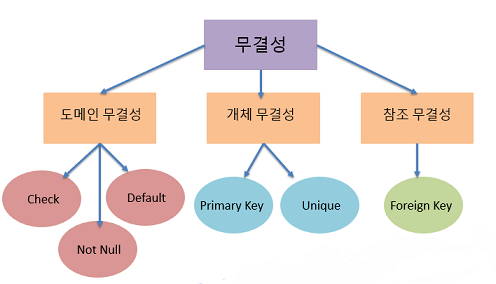 무결성
도메인 무결성
개체 무결성
참조 무결성
Check
Default
Not Null
Primary Key
Unique
Foreign Key